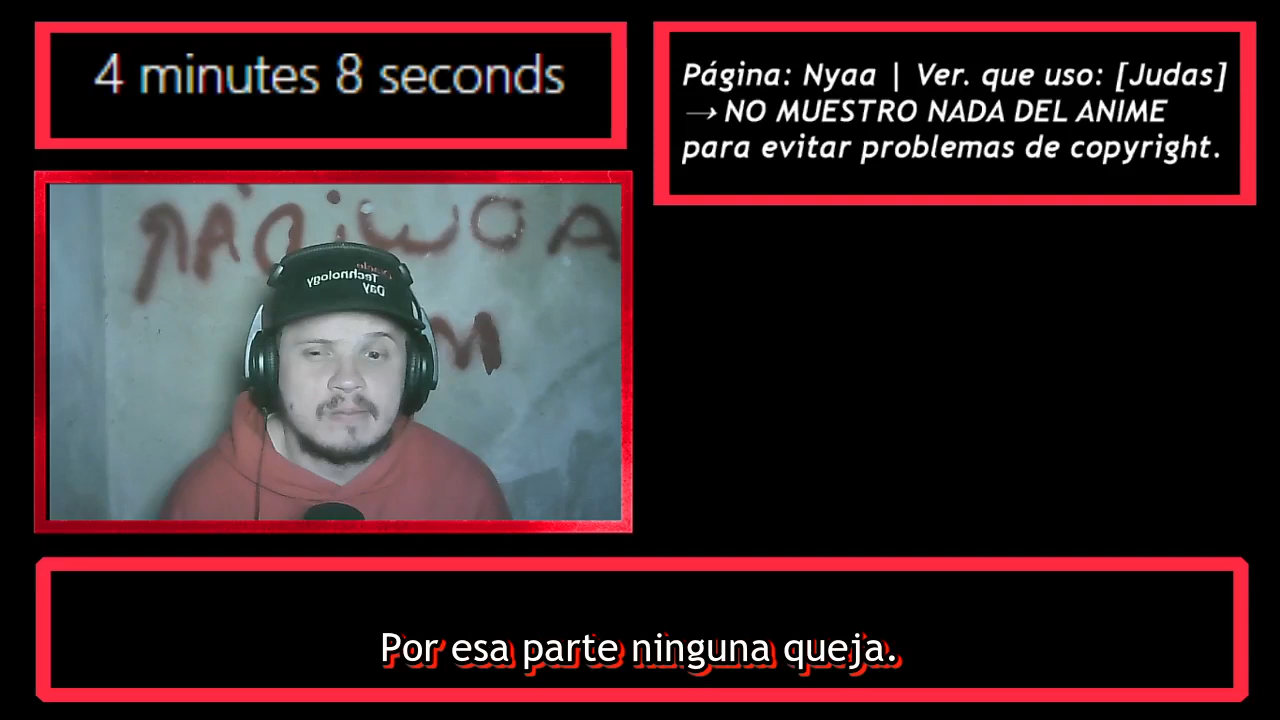 4 minutes 8 seconds
Página: Nyaa | Ver. que uso: [Judas]
→ NO MUESTRO NADA DEL ANIME
para evitar problemas de copyright.
Oracle
Technology
Day
Por esa parte ninguna queja.